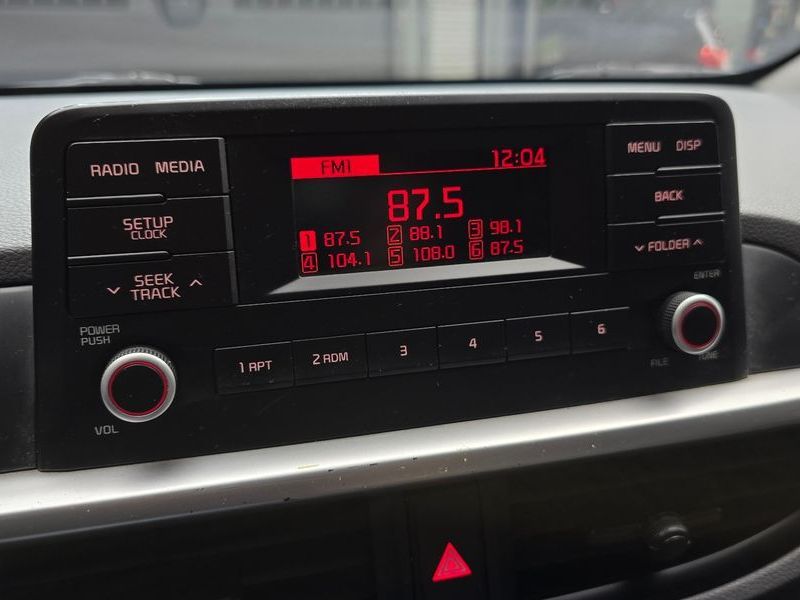 RADIO MEDIA
SETUP
CLOCK
SEEK
TRACK
POWER
PUSH
VOL
FM1 12:04
87.5
1 87.5 2 88.1 3 98.1
4 104.1 5 108.0 6 87.5
1 RPT 2 RDM 3 4 5 6
MENU DISP
BACK
FOLDER
ENTER
FILE TUNE